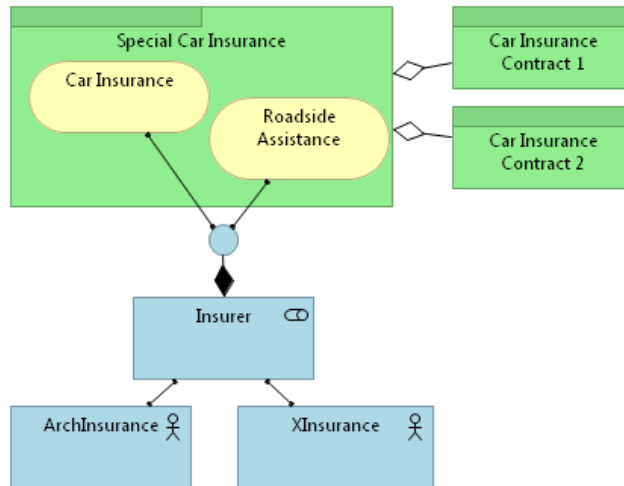 Special Car Insurance
Car Insurance
Roadside
Assistance
Car Insurance
Contract 1
Car Insurance
Contract 2
Insurer
ArchInsurance
XInsurance